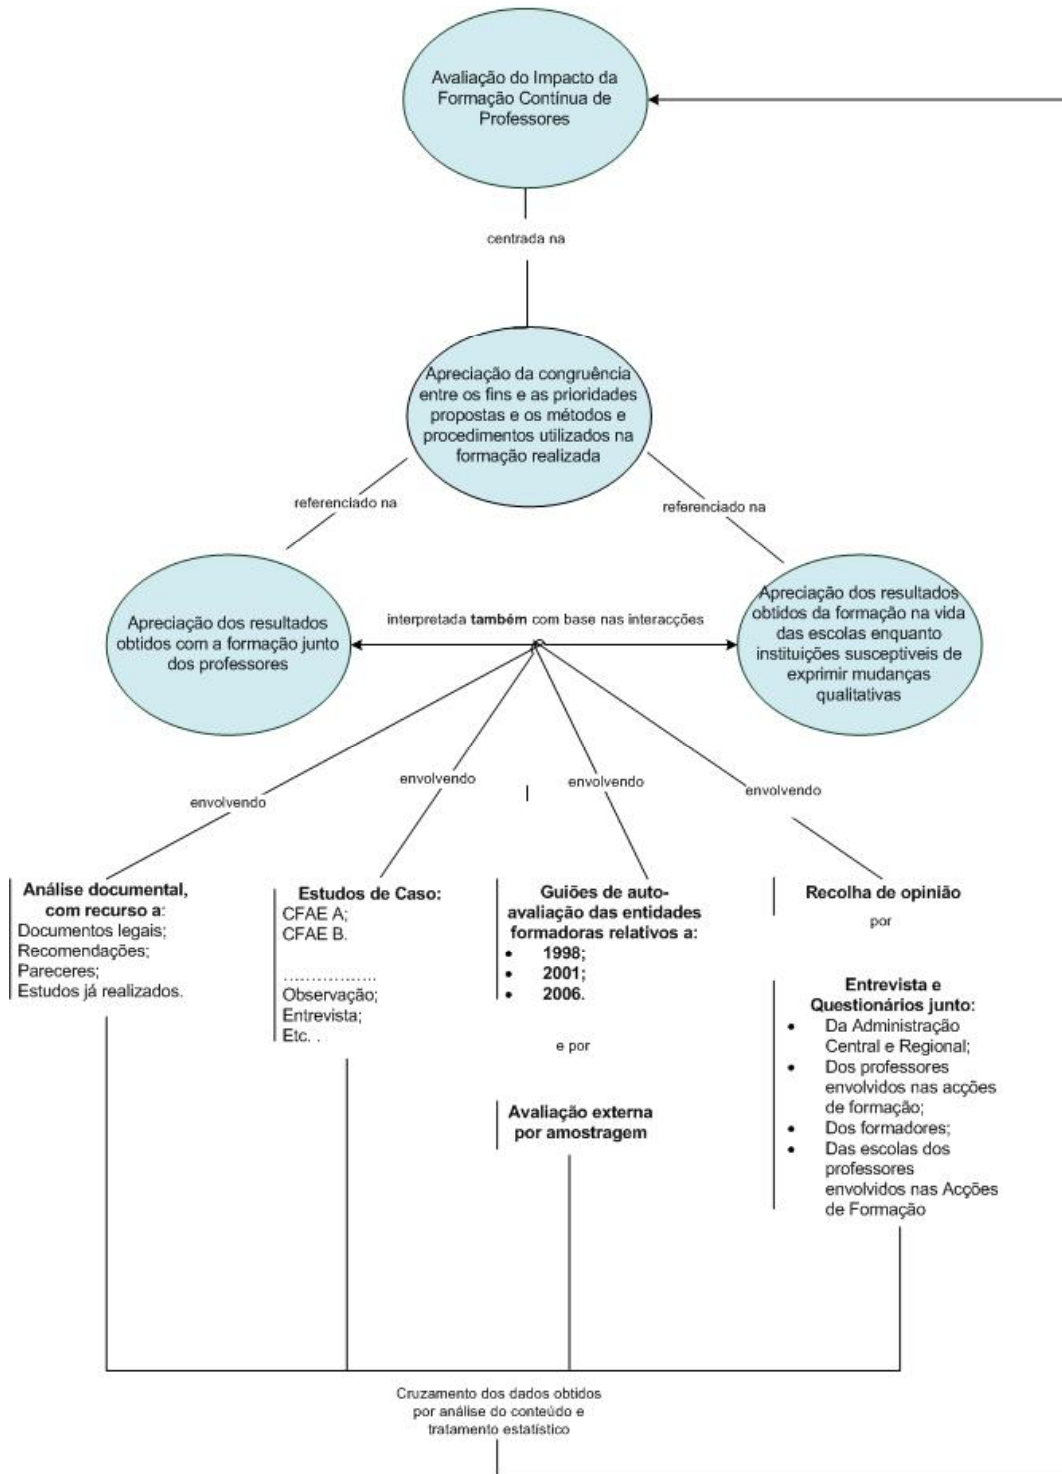 Avaliação do Impacto da
Formação Contínua de
Professores
centrada na
Apreciação da congruência
entre os fins e as prioridades
propostas e os métodos e
procedimentos utilizados na
formação realizada
referenciado na
referenciado na
Apreciação dos resultados
obtidos com a formação junto
dos professores
interpretada também com base nas interacções
Apreciação dos resultados
obtidos da formação na vida
das escolas enquanto
instituições susceptíveis de
exprimir mudanças
qualitativas
envolvendo
envolvendo
envolvendo
envolvendo
Análise documental,
com recurso a:
Documentos legais;
Recomendações;
Pareceres;
Estudos já realizados.
Estudos de Caso:
CFAE A;
CFAE B.
..................
Observação;
Entrevista;
Etc. .
Guiões de auto-
avaliação das entidades
formadoras relativos a:
• 1998;
• 2001;
• 2006.
e por
Avaliação externa
por amostragem
Recolha de opinião
por
Entrevista e
Questionários junto:
• Da Administração
Central e Regional;
• Dos professores
envolvidos nas acções
de formação;
• Dos formadores;
• Das escolas dos
professores
envolvidos nas Acções
de Formação
Cruzamento dos dados obtidos
por análise do conteúdo e
tratamento estatístico